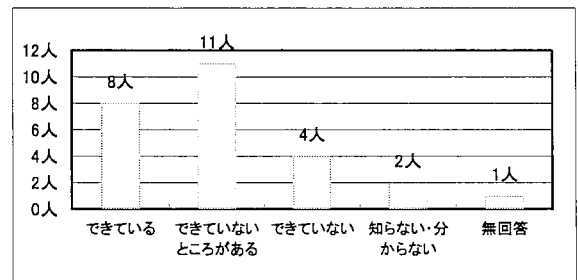 12人
10人
8人
6人
4人
2人
0人
8人
11人
4人
2人
1人
できている
できていない
ところがある
できていない
知らない・分
からない
無回答